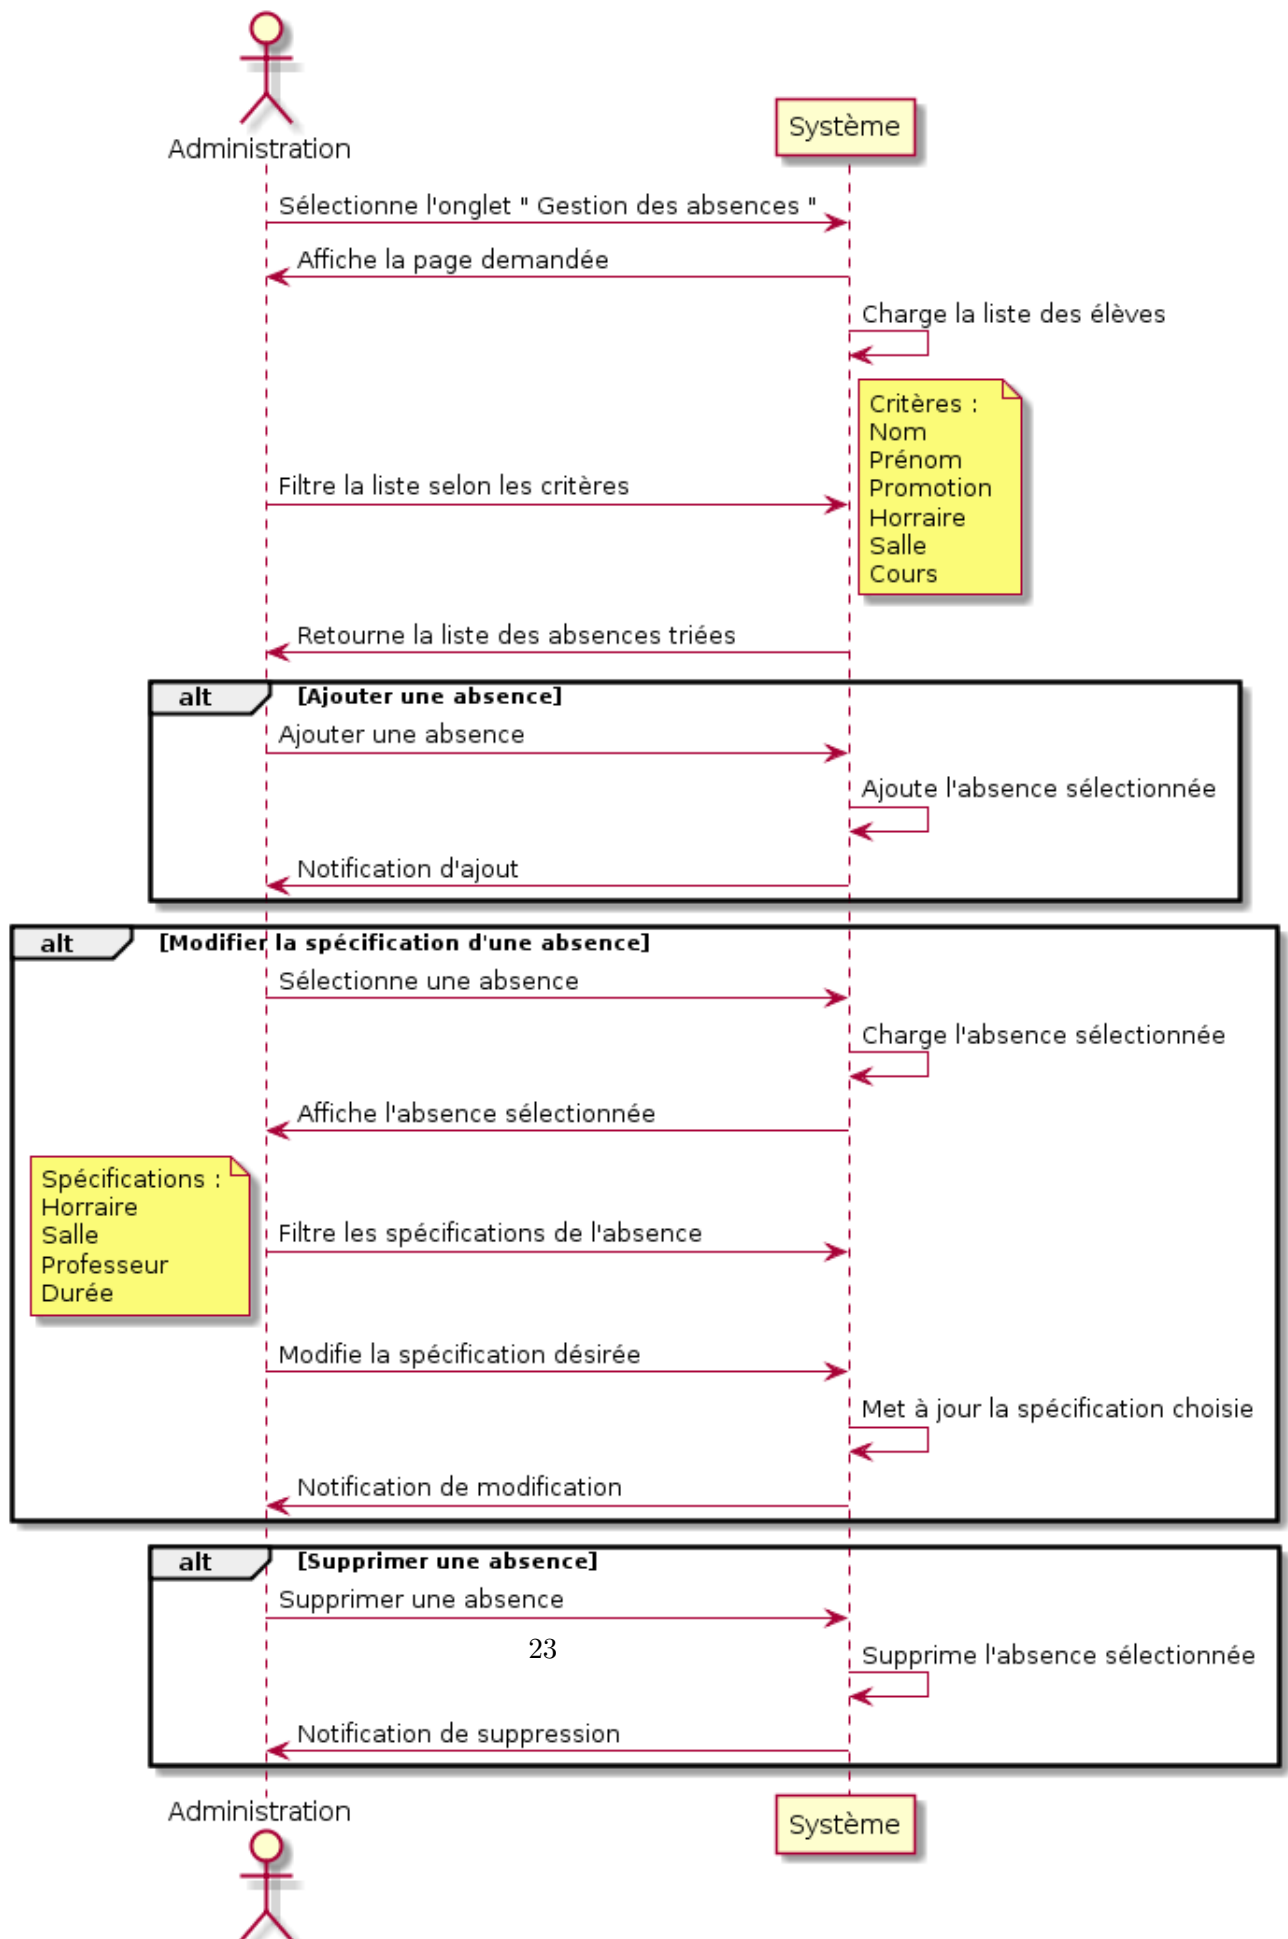 Administration
Système
Sélectionne l'onglet " Gestion des absences "
Affiche la page demandée
Charge la liste des élèves
Critères :
Nom
Prénom
Promotion
Horraire
Salle
Cours
Filtre la liste selon les critères
Retourne la liste des absences triées
alt [Ajouter une absence]
Ajouter une absence
Ajoute l'absence sélectionnée
Notification d'ajout
alt [Modifier la spécification d'une absence]
Sélectionne une absence
Charge l'absence sélectionnée
Affiche l'absence sélectionnée
Spécifications :
Horraire
Salle
Professeur
Durée
Filtre les spécifications de l'absence
Modifie la spécification désirée
Met à jour la spécification choisie
Notification de modification
alt [Supprimer une absence]
Supprimer une absence
23
Supprime l'absence sélectionnée
Notification de suppression
Administration
Système